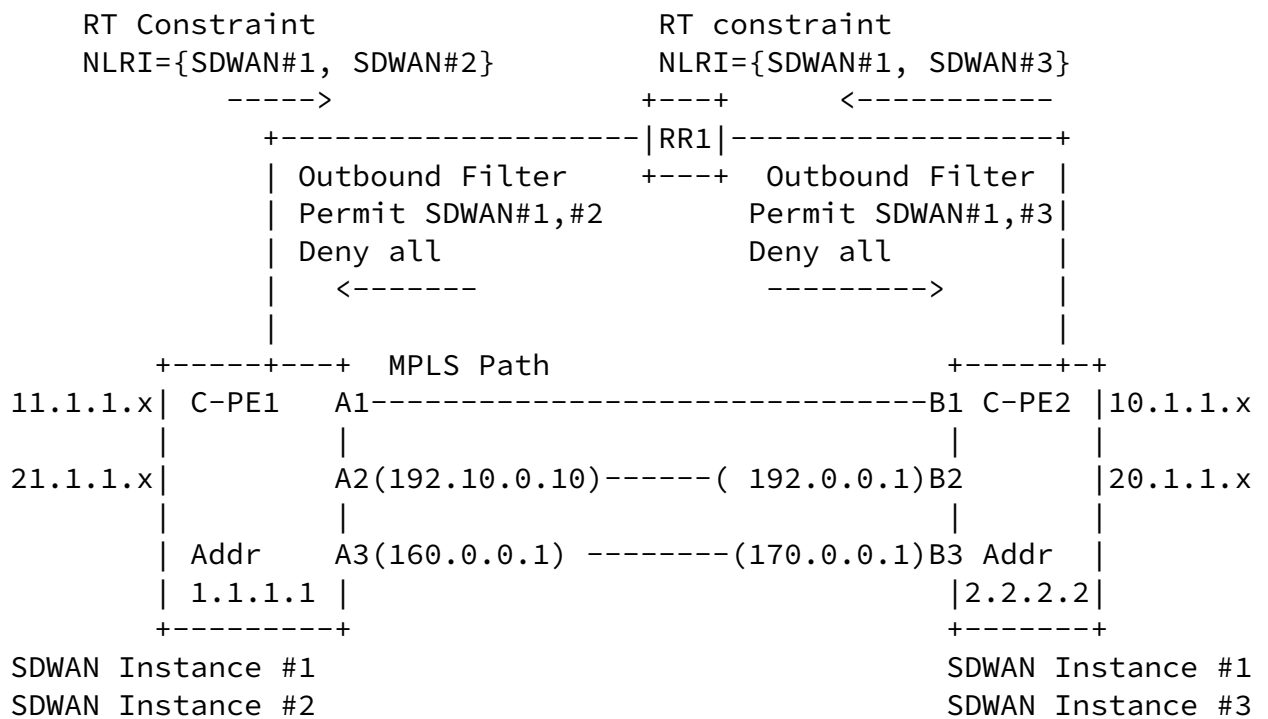 RT Constraint RT constraint
NLRI={SDWAN#1, SDWAN#2} NLRI={SDWAN#1, SDWAN#3}
-----> +---+ <-----------
+--------------------|RR1|------------------+
| Outbound Filter +---+ Outbound Filter |
| Permit SDWAN#1,#2 Permit SDWAN#1,#3|
| Deny all Deny all |
| <------- ---------> |
| |
+-----+---+ MPLS Path +-----+-+
11.1.1.x| C-PE1 A1-------------------------------B1 C-PE2 |10.1.1.x
| | | |
21.1.1.x| A2(192.10.0.10)------( 192.0.0.1)B2 |20.1.1.x
| | | |
| Addr A3(160.0.0.1) --------(170.0.0.1)B3 Addr |
| 1.1.1.1 | |2.2.2.2|
+---------+ +-------+
SDWAN Instance #1 SDWAN Instance #1
SDWAN Instance #2 SDWAN Instance #3